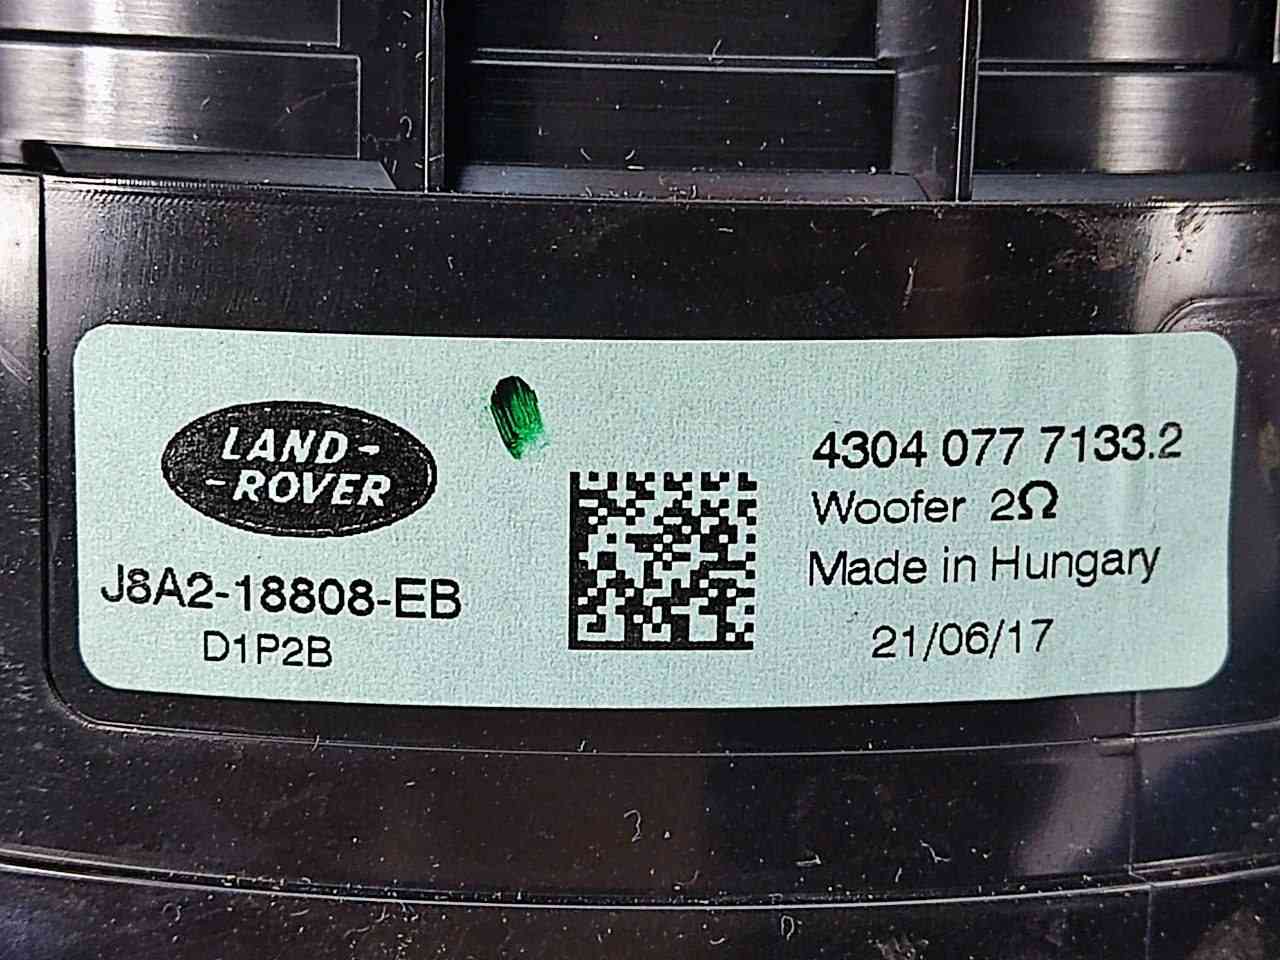 LAND-
-ROVER
J8A2-18808-EB
D1P2B
4304 077 7133.2
Woofer 2Ω
Made in Hungary
21/06/17